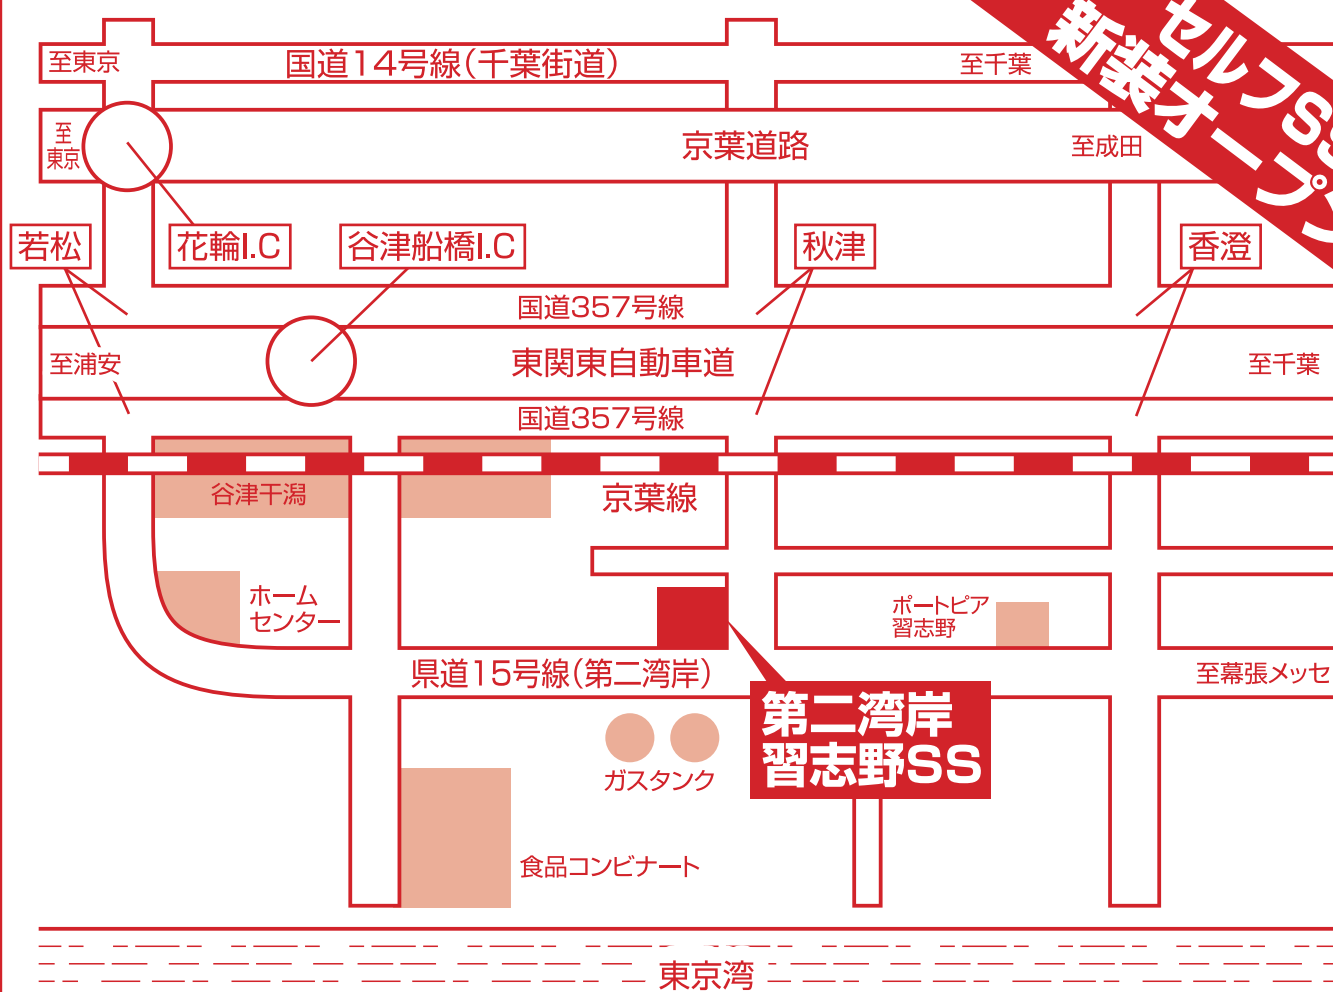 セルフSS
新装オープン
至東京
国道14号線(千葉街道)
至千葉
至
東京
京葉道路
至成田
若松
花輪I.C
谷津船橋I.C
秋津
香澄
国道357号線
至浦安
東関東自動車道
至千葉
国道357号線
谷津干潟
京葉線
ホーム
センター
ポートピア
習志野
県道15号線(第二湾岸)
至幕張メッセ
第二湾岸
習志野SS
ガスタンク
食品コンビナート
東京湾